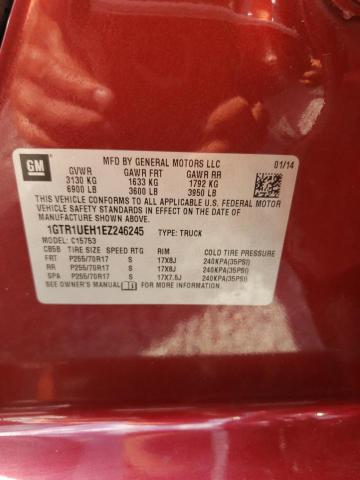 GM
MFD BY GENERAL MOTORS LLC 01/14
GVWR GAWR FRT GAWR RR
3130 KG 1633 KG 1792 KG
6900 LB 3600 LB 3950 LB
THIS VEHICLE CONFORMS TO ALL APPLICABLE U.S. FEDERAL MOTOR
VEHICLE SAFETY STANDARDS IN EFFECT ON THE DATE OF
MANUFACTURE SHOWN ABOVE.
1GTR1UEH1EZ246245 TYPE: TRUCK
MODEL: C15753
CB5B TIRE SIZE SPEED RTG RIM COLD TIRE PRESSURE
FRT P255/70R17 S 17X8J 240KPA(35PSI)
RR P255/70R17 S 17X8J 240KPA(35PSI)
SPA P255/70R17 S 17X7.5J 240KPA(35PSI)
SEE OWNER'S MANUAL FOR MORE INFORMATION.